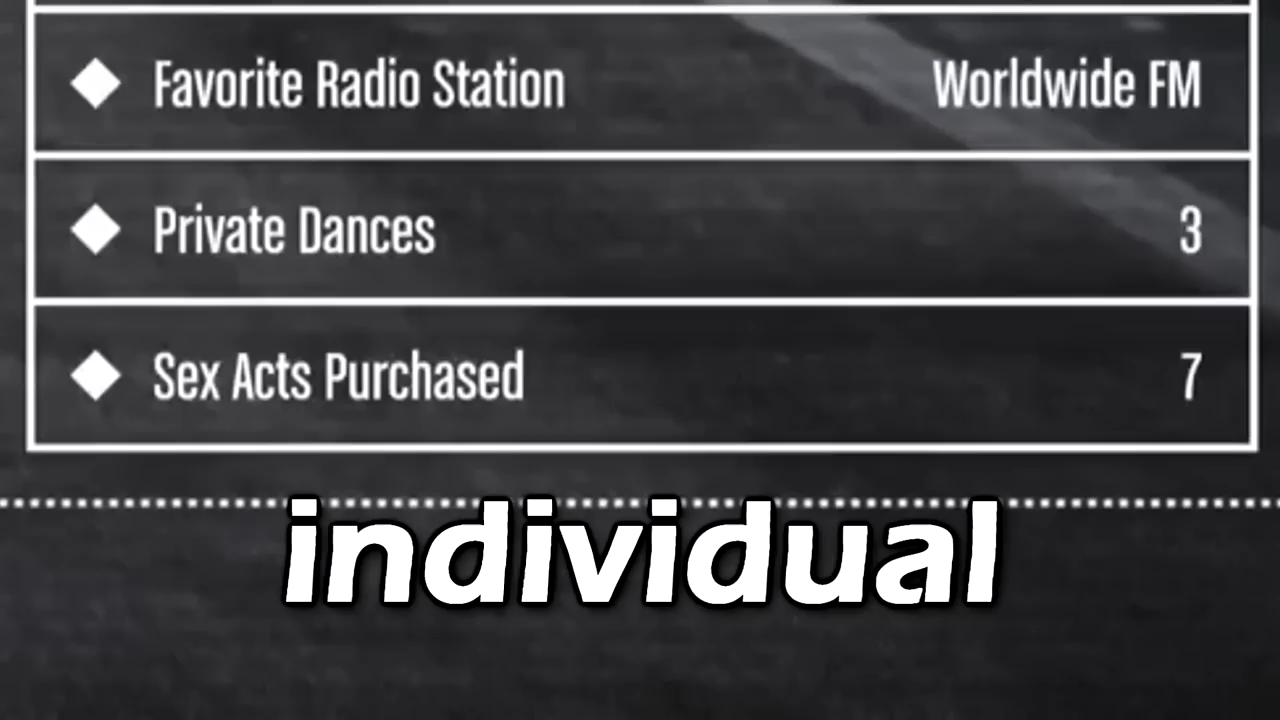 Favorite Radio Station Worldwide FM
Private Dances 3
Sex Acts Purchased 7
individual